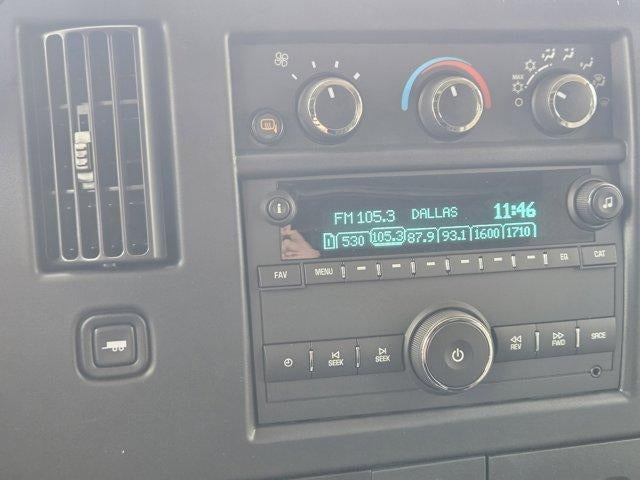 MAX
FM 105.3 DALLAS 11:46
1 530 105.3 87.9 93.1 1600 1710
i
FAV MENU EQ CAT
SEEK SEEK REV FWD SRCE